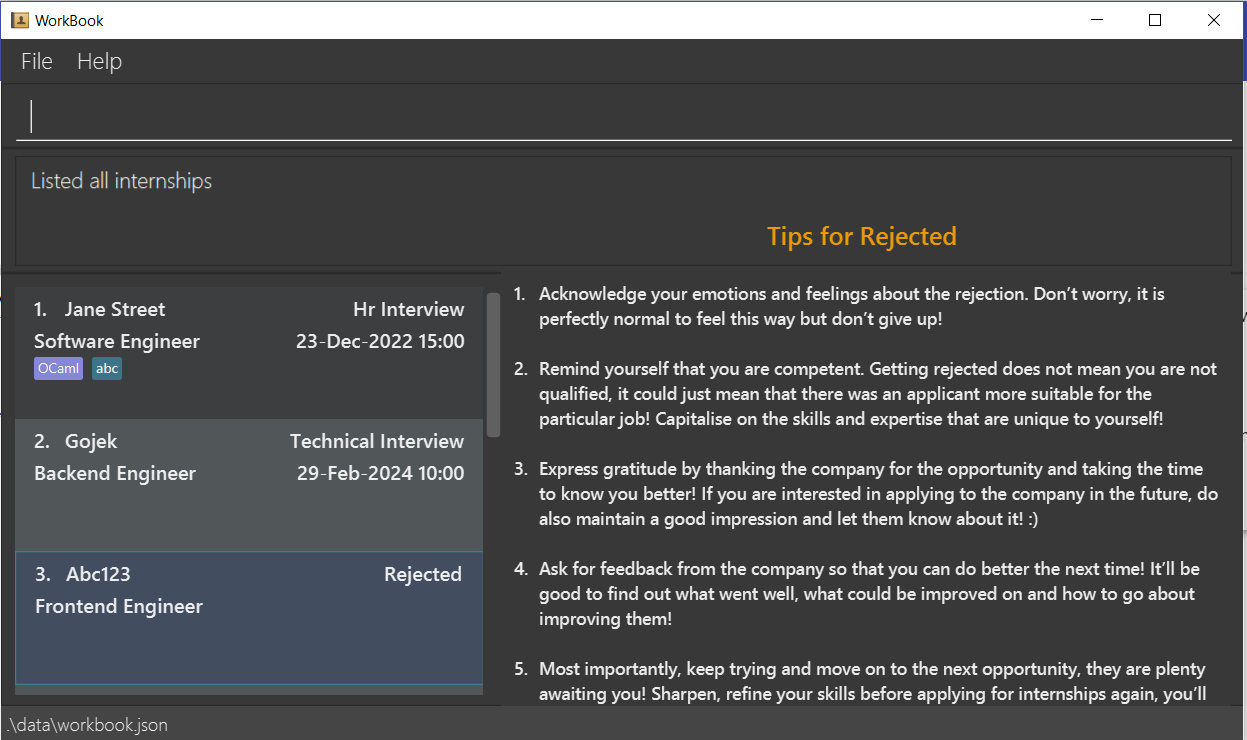 WorkBook
File Help
Listed all internships
Tips for Rejected
1. Jane Street Hr Interview
Software Engineer 23-Dec-2022 15:00
OCaml abc
2. Gojek Technical Interview
Backend Engineer 29-Feb-2024 10:00
3. Abc123 Rejected
Frontend Engineer
1. Acknowledge your emotions and feelings about the rejection. Don’t worry, it is
perfectly normal to feel this way but don’t give up!
2. Remind yourself that you are competent. Getting rejected does not mean you are not
qualified, it could just mean that there was an applicant more suitable for the
particular job! Capitalise on the skills and expertise that are unique to yourself!
3. Express gratitude by thanking the company for the opportunity and taking the time
to know you better! If you are interested in applying to the company in the future, do
also maintain a good impression and let them know about it! :)
4. Ask for feedback from the company so that you can do better the next time! It’ll be
good to find out what went well, what could be improved on and how to go about
improving them!
5. Most importantly, keep trying and move on to the next opportunity, they are plenty
awaiting you! Sharpen, refine your skills before applying for internships again, you’ll
.\data\workbook.json